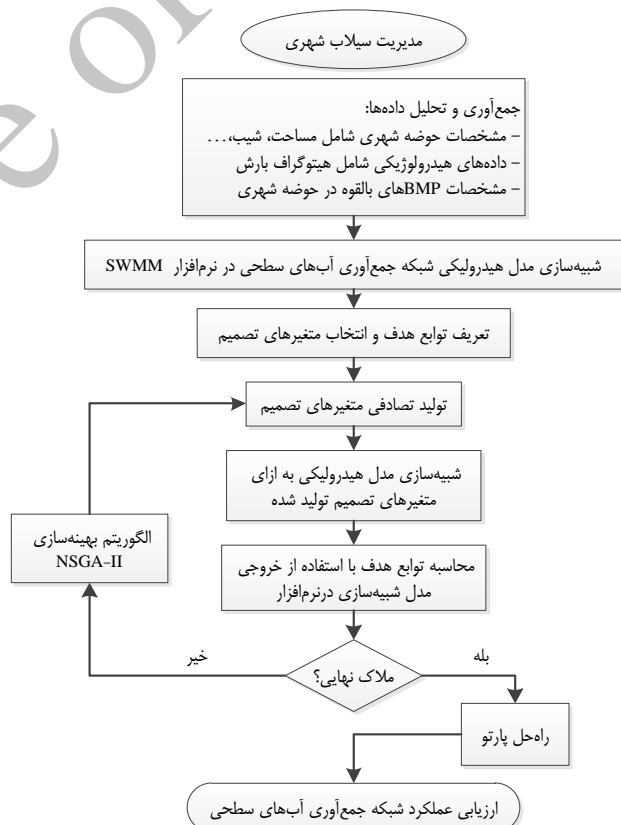 مدیریت سیلاب شهری
جمع‌آوری و تحلیل داده‌ها:
- مشخصات حوضه شهری شامل مساحت، شیب،...
- داده‌های هیدرولوژیکی شامل هیتوگراف بارش
- مشخصات BMPهای بالقوه در حوضه شهری
شبیه‌سازی مدل هیدرولیکی شبکه جمع‌آوری آب‌های سطحی در نرم‌افزار SWMM
تعریف توابع هدف و انتخاب متغیرهای تصمیم
تولید تصادفی متغیرهای تصمیم
شبیه‌سازی مدل هیدرولیکی به ازای
متغیرهای تصمیم تولید شده
الگوریتم بهینه‌سازی
NSGA-II
محاسبه توابع هدف با استفاده از خروجی
مدل شبیه‌سازی درنرم‌افزار
بله
خیر
ملاک نهایی؟
راه‌حل پارتو
ارزیابی عملکرد شبکه جمع‌آوری آب‌های سطحی